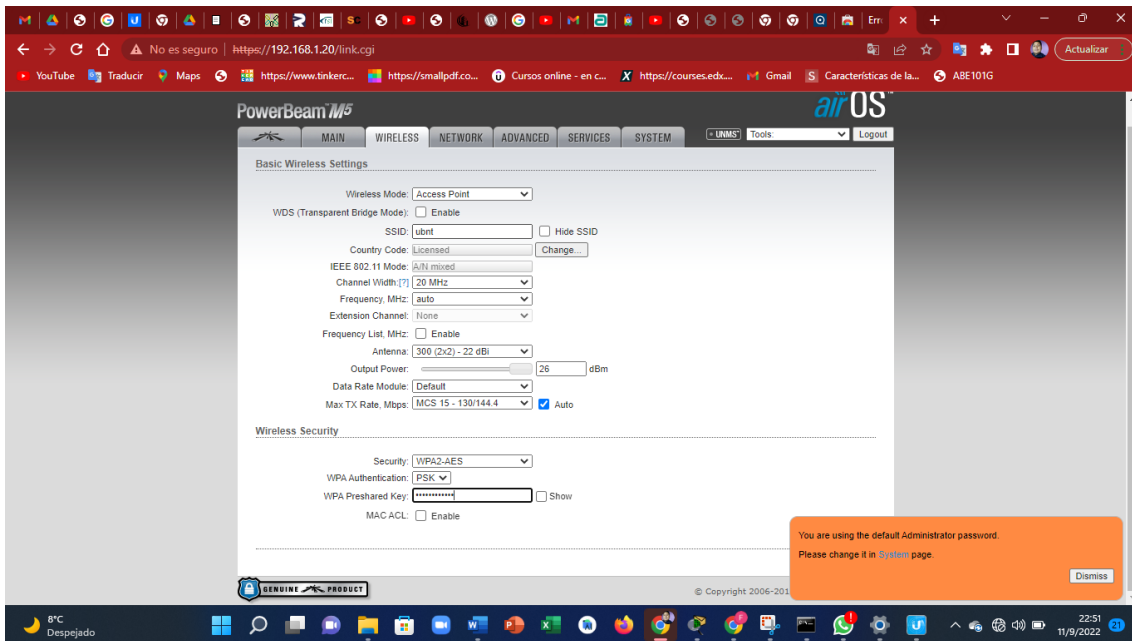 Erro
No es seguro https://192.168.1.20/link.cgi
Actualizar
YouTube Traducir Maps https://www.tinkerc... https://smallpdf.co... Cursos online - en c... https://courses.edx.... Gmail Características de la... ABE101G
PowerBeam M5 airOS
MAIN WIRELESS NETWORK ADVANCED SERVICES SYSTEM UNMS Tools: Logout
Basic Wireless Settings
Wireless Mode: Access Point
WDS (Transparent Bridge Mode): Enable
SSID: ubnt Hide SSID
Country Code: Licensed Change...
IEEE 802.11 Mode: A/N mixed
Channel Width:[?] 20 MHz
Frequency, MHz: auto
Extension Channel: None
Frequency List, MHz: Enable
Antenna: 300 (2x2) - 22 dBi
Output Power: 26 dBm
Data Rate Module: Default
Max TX Rate, Mbps: MCS 15 - 130/144.4 Auto
Wireless Security
Security: WPA2-AES
WPA Authentication: PSK
WPA Preshared Key: •••••••••••• Show
MAC ACL: Enable
You are using the default Administrator password.
Please change it in System page.
Dismiss
GENUINE PRODUCT
© Copyright 2006-201
8°C
Despejado
22:51
11/9/2022
21